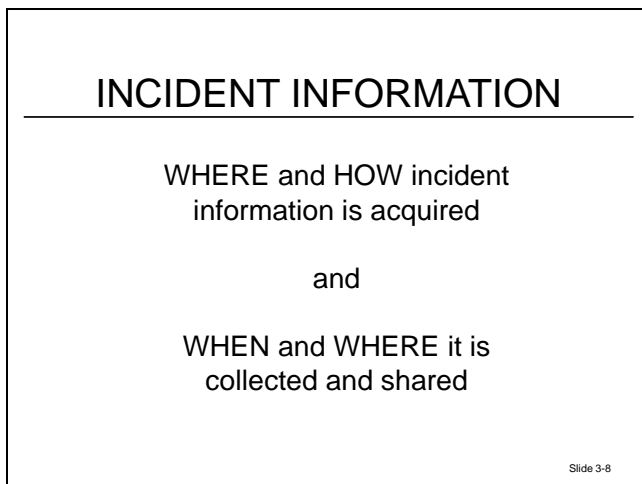 INCIDENT INFORMATION
WHERE and HOW incident
information is acquired
and
WHEN and WHERE it is
collected and shared
Slide 3-8